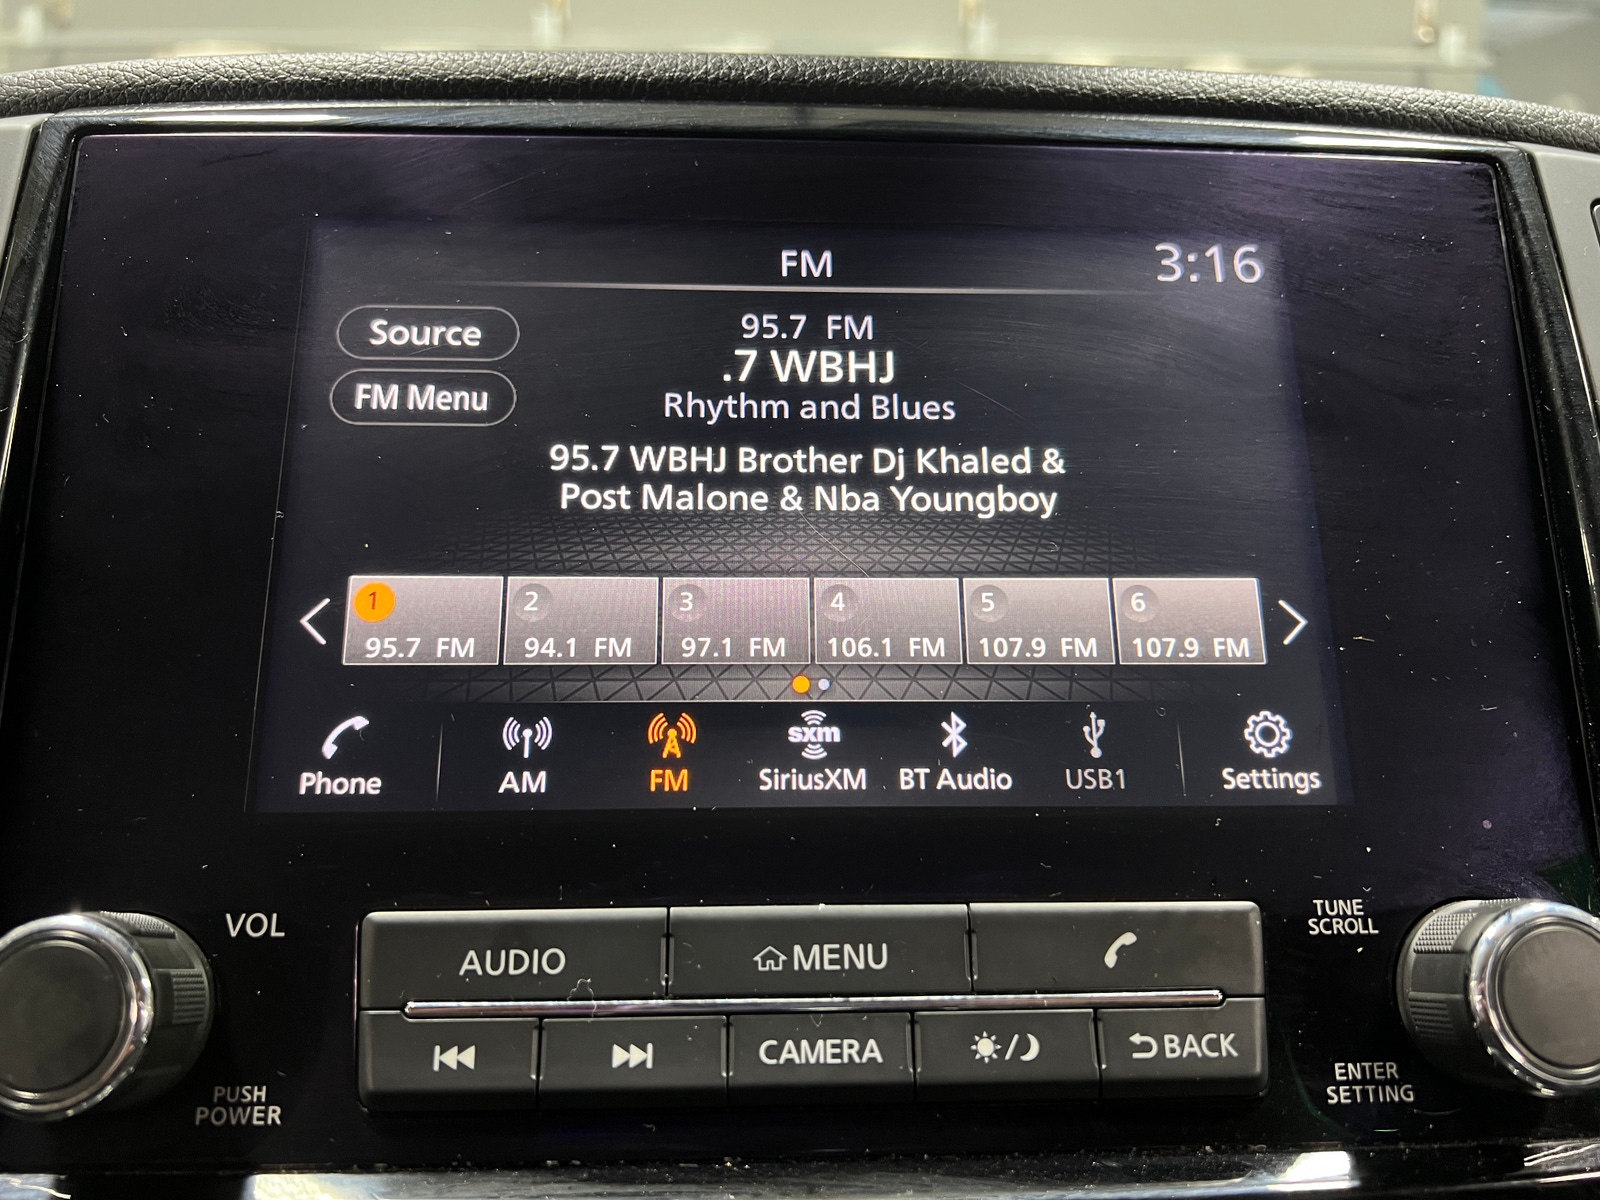 FM
3:16
Source
95.7 FM
.7 WBHJ
FM Menu
Rhythm and Blues
95.7 WBHJ Brother Dj Khaled &
Post Malone & Nba Youngboy
1 2 3 4 5 6
95.7 FM 94.1 FM 97.1 FM 106.1 FM 107.9 FM 107.9 FM
sxm
Phone AM FM SiriusXM BT Audio USB1 Settings
VOL
TUNE
SCROLL
AUDIO MENU
CAMERA BACK
PUSH
POWER
ENTER
SETTING